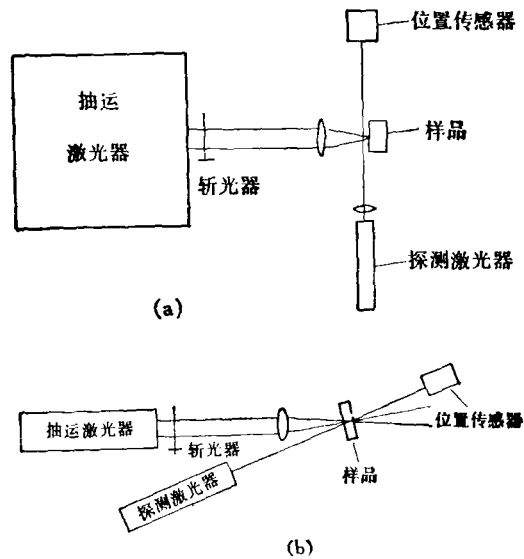 位置传感器
抽运
激光器
样品
斩光器
探测激光器
(a)
抽运激光器
斩光器
位置传感器
样品
探测激光器
(b)